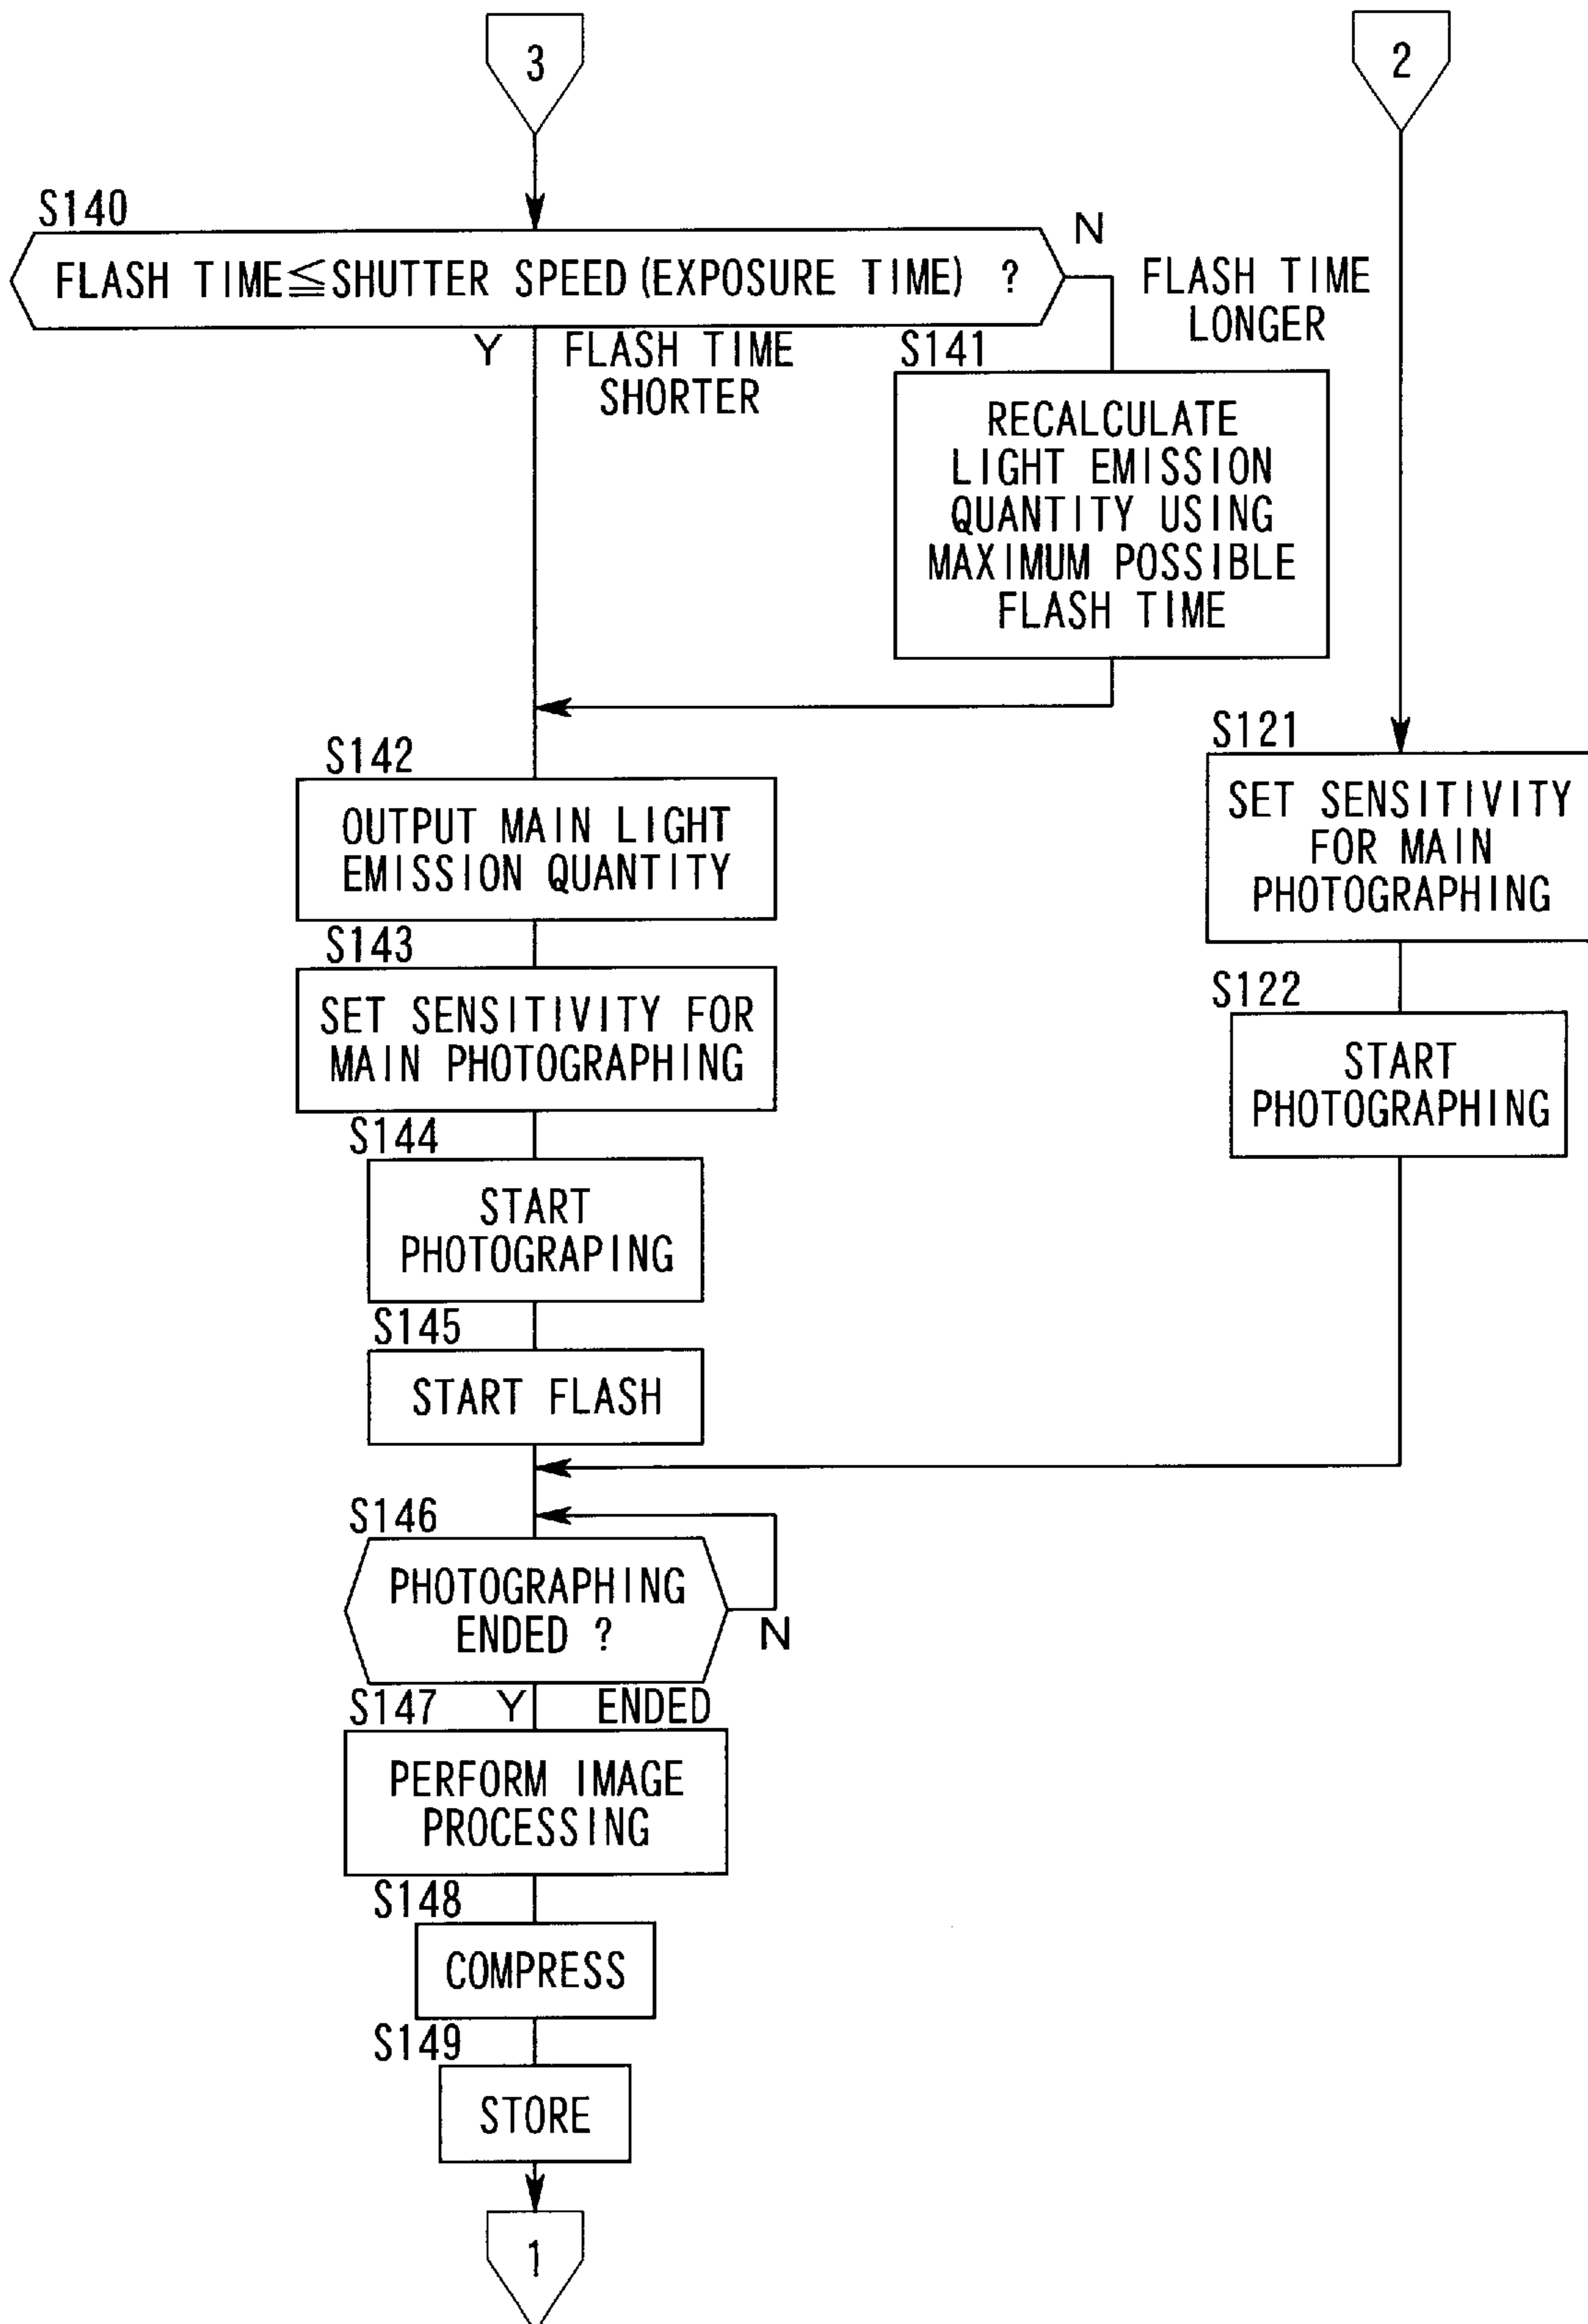 3
2
S140
FLASH TIME≦SHUTTER SPEED (EXPOSURE TIME) ?
N
FLASH TIME
LONGER
Y
FLASH TIME
SHORTER
S141
RECALCULATE
LIGHT EMISSION
QUANTITY USING
MAXIMUM POSSIBLE
FLASH TIME
S142
OUTPUT MAIN LIGHT
EMISSION QUANTITY
S143
SET SENSITIVITY FOR
MAIN PHOTOGRAPHING
S144
START
PHOTOGRAPING
S145
START FLASH
S121
SET SENSITIVITY
FOR MAIN
PHOTOGRAPHING
S122
START
PHOTOGRAPHING
S146
PHOTOGRAPHING
ENDED ?
N
Y
ENDED
S147
PERFORM IMAGE
PROCESSING
S148
COMPRESS
S149
STORE
1